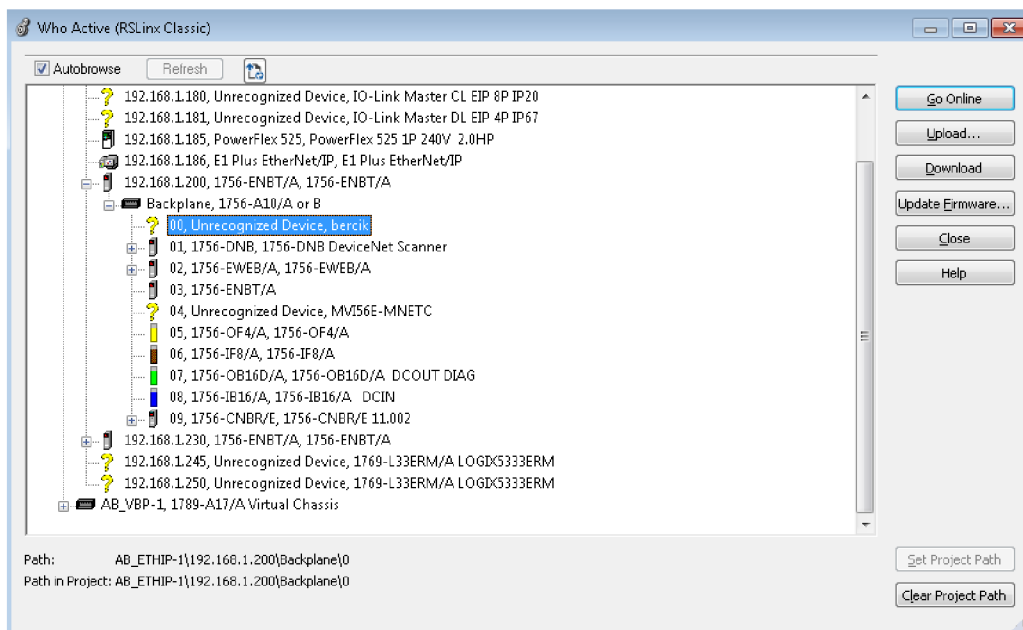 Who Active (RSLinx Classic)
Autobrowse Refresh
192.168.1.180, Unrecognized Device, IO-Link Master CL EIP 8P IP20
192.168.1.181, Unrecognized Device, IO-Link Master DL EIP 4P IP67
192.168.1.185, PowerFlex 525, PowerFlex 525 1P 240V 2.0HP
192.168.1.186, E1 Plus EtherNet/IP, E1 Plus EtherNet/IP
192.168.1.200, 1756-ENBT/A, 1756-ENBT/A
Backplane, 1756-A10/A or B
00, Unrecognized Device, bercik
01, 1756-DNB, 1756-DNB DeviceNet Scanner
02, 1756-EWEB/A, 1756-EWEB/A
03, 1756-ENBT/A
04, Unrecognized Device, MVI56E-MNETC
05, 1756-OF4/A, 1756-OF4/A
06, 1756-IF8/A, 1756-IF8/A
07, 1756-OB16D/A, 1756-OB16D/A DCOUT DIAG
08, 1756-IB16/A, 1756-IB16/A DCIN
09, 1756-CNBR/E, 1756-CNBR/E 11.002
192.168.1.230, 1756-ENBT/A, 1756-ENBT/A
192.168.1.245, Unrecognized Device, 1769-L33ERM/A LOGIX5333ERM
192.168.1.250, Unrecognized Device, 1769-L33ERM/A LOGIX5333ERM
AB_VBP-1, 1789-A17/A Virtual Chassis
Go Online
Upload...
Download
Update Firmware...
Close
Help
Path: AB_ETHIP-1\192.168.1.200\Backplane\0
Path in Project: AB_ETHIP-1\192.168.1.200\Backplane\0
Set Project Path
Clear Project Path